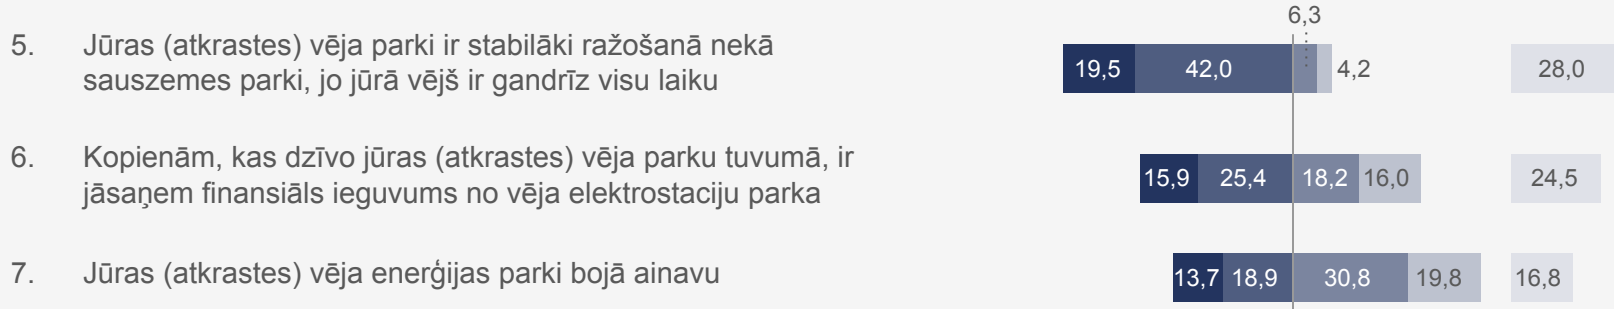 6,3
5. Jūras (atkrastes) vēja parki ir stabilāki ražošanā nekā
sauszemes parki, jo jūrā vējš ir gandrīz visu laiku
19,5 42,0 4,2 28,0
6. Kopienām, kas dzīvo jūras (atkrastes) vēja parku tuvumā, ir
jāsaņem finansiāls ieguvums no vēja elektrostaciju parka
15,9 25,4 18,2 16,0 24,5
7. Jūras (atkrastes) vēja enerģijas parki bojā ainavu
13,7 18,9 30,8 19,8 16,8